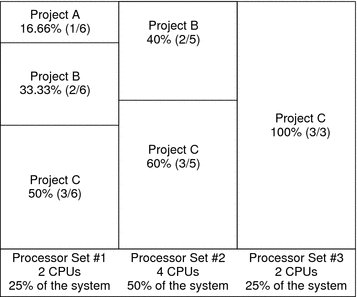 Project A
16.66% (1/6)
Project B
33.33% (2/6)
Project C
50% (3/6)
Project B
40% (2/5)
Project C
60% (3/5)
Project C
100% (3/3)
Processor Set #1
2 CPUs
25% of the system
Processor Set #2
4 CPUs
50% of the system
Processor Set #3
2 CPUs
25% of the system